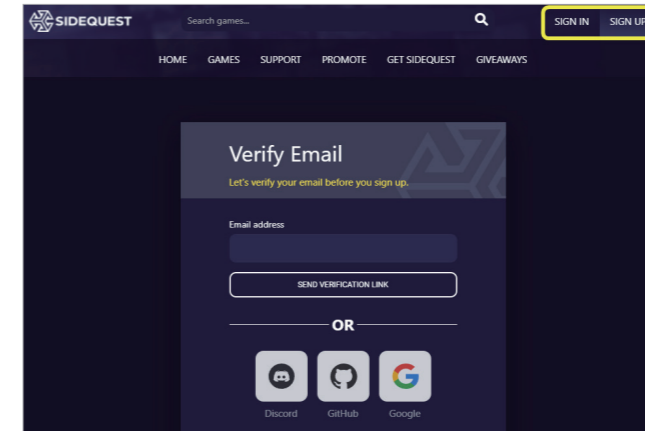 SIDEQUEST
Search games...
SIGN IN SIGN UP
HOME GAMES SUPPORT PROMOTE GET SIDEQUEST GIVEAWAYS
Verify Email
Let's verify your email before you sign up.
Email address
SEND VERIFICATION LINK
OR
Discord GitHub Google